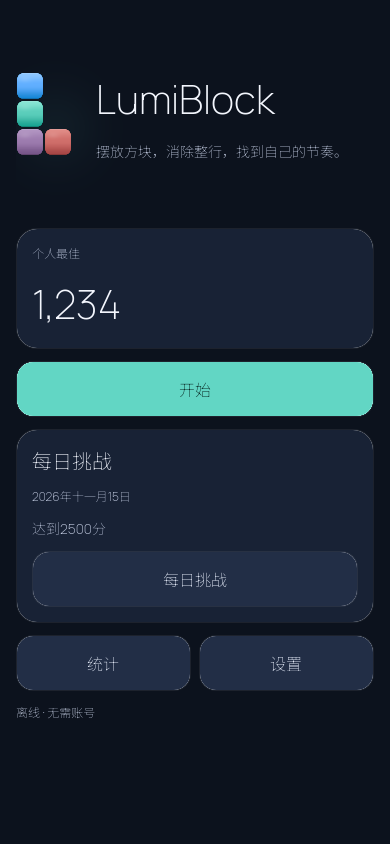 LumiBlock
摆放方块，消除整行，找到自己的节奏。
个人最佳
1,234
开始
每日挑战
2026年十一月15日
达到2500分
每日挑战
统计
设置
离线 · 无需账号